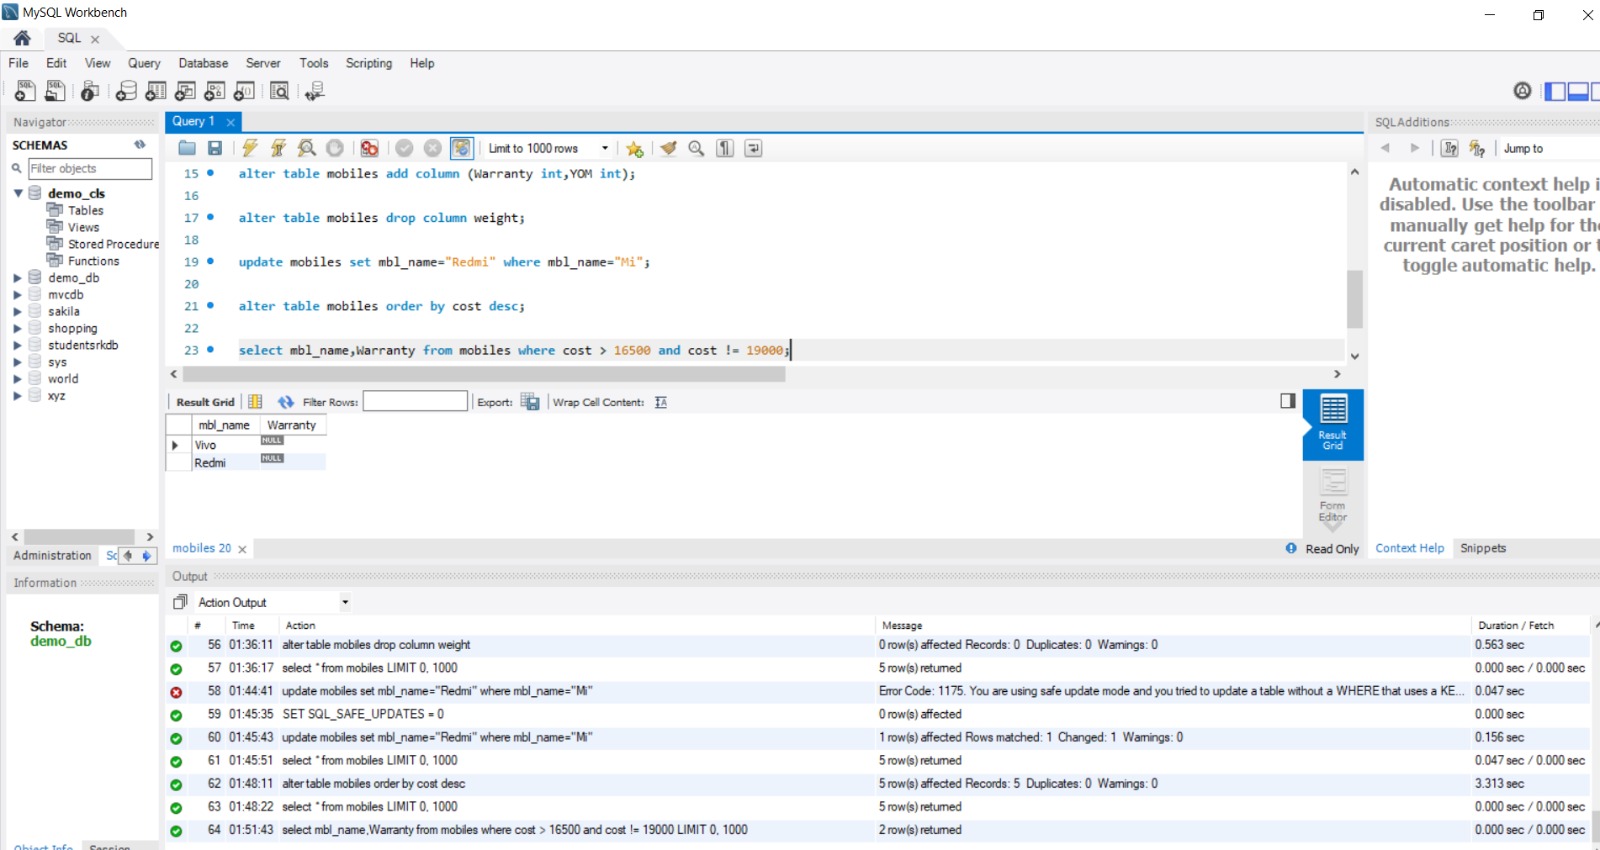 MySQL Workbench
SQL
File Edit View Query Database Server Tools Scripting Help
Navigator
SCHEMAS
Filter objects
demo_cls
Tables
Views
Stored Procedure
Functions
demo_db
mvcdb
sakila
shopping
studentsrkdb
sys
world
xyz
Administration Sc
Information
Schema:
demo_db
Object Info Session
Query 1
Limit to 1000 rows
15 alter table mobiles add column (Warranty int,YOM int);
16
17 alter table mobiles drop column weight;
18
19 update mobiles set mbl_name="Redmi" where mbl_name="Mi";
20
21 alter table mobiles order by cost desc;
22
23 select mbl_name,Warranty from mobiles where cost > 16500 and cost != 19000;
Result Grid Filter Rows: Export: Wrap Cell Content:
mbl_name Warranty
Vivo NULL
Redmi NULL
Result
Grid
Form
Editor
mobiles 20
Read Only
SQLAdditions
Jump to
Automatic context help i
disabled. Use the toolbar
manually get help for the
current caret position or t
toggle automatic help.
Context Help Snippets
Output
Action Output
# Time Action Message Duration / Fetch
56 01:36:11 alter table mobiles drop column weight 0 row(s) affected Records: 0 Duplicates: 0 Warnings: 0 0.563 sec
57 01:36:17 select * from mobiles LIMIT 0, 1000 5 row(s) returned 0.000 sec / 0.000 sec
58 01:44:41 update mobiles set mbl_name="Redmi" where mbl_name="Mi" Error Code: 1175. You are using safe update mode and you tried to update a table without a WHERE that uses a KE... 0.047 sec
59 01:45:35 SET SQL_SAFE_UPDATES = 0 0 row(s) affected 0.000 sec
60 01:45:43 update mobiles set mbl_name="Redmi" where mbl_name="Mi" 1 row(s) affected Rows matched: 1 Changed: 1 Warnings: 0 0.156 sec
61 01:45:51 select * from mobiles LIMIT 0, 1000 5 row(s) returned 0.047 sec / 0.000 sec
62 01:48:11 alter table mobiles order by cost desc 5 row(s) affected Records: 5 Duplicates: 0 Warnings: 0 3.313 sec
63 01:48:22 select * from mobiles LIMIT 0, 1000 5 row(s) returned 0.000 sec / 0.000 sec
64 01:51:43 select mbl_name,Warranty from mobiles where cost > 16500 and cost != 19000 LIMIT 0, 1000 2 row(s) returned 0.000 sec / 0.000 sec